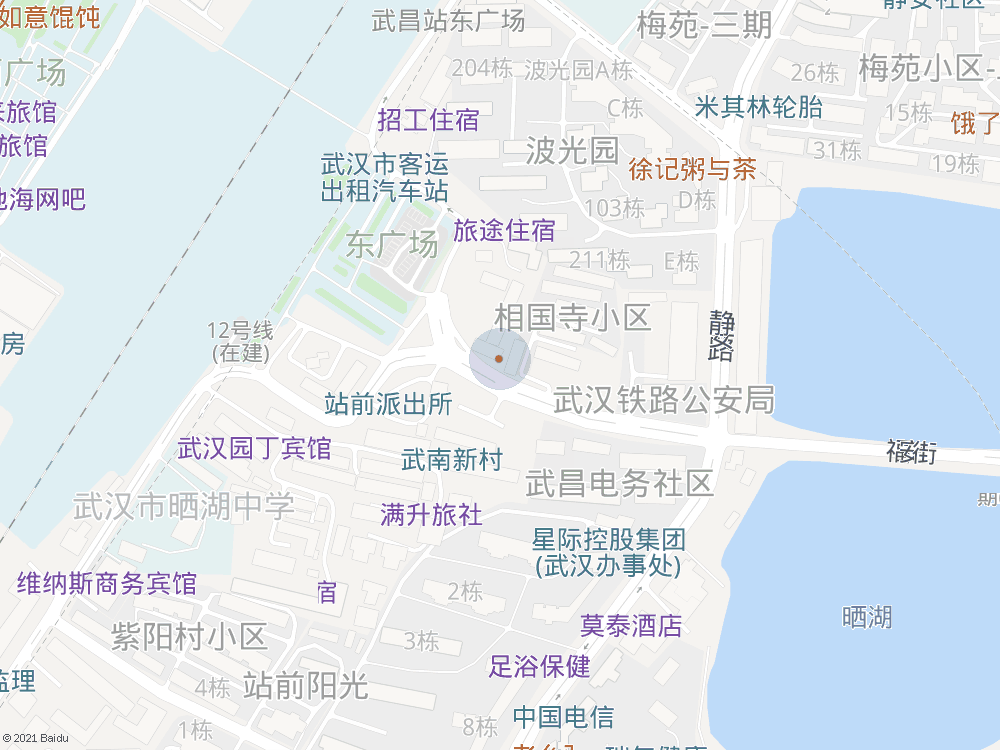 如意馄饨
武昌站东广场
梅苑-三期
静安社区
广场
204栋
波光园A栋
26栋
梅苑小区-
来旅馆
招工住宿
C栋
米其林轮胎
15栋
饿了
旅馆
波光园
31栋
武汉市客运
出租汽车站
徐记粥与茶
19栋
地海网吧
103栋
D栋
旅途住宿
东广场
211栋
E栋
相国寺小区
12号线
(在建)
静
路
房
站前派出所
武汉铁路公安局
武汉园丁宾馆
武南新村
街
武昌电务社区
武汉市晒湖中学
满升旅社
星际控股集团
(武汉办事处)
维纳斯商务宾馆
宿
2栋
晒湖
紫阳村小区
3栋
莫泰酒店
足浴保健
监理
4栋
站前阳光
1栋
8栋
中国电信
© 2021 Baidu